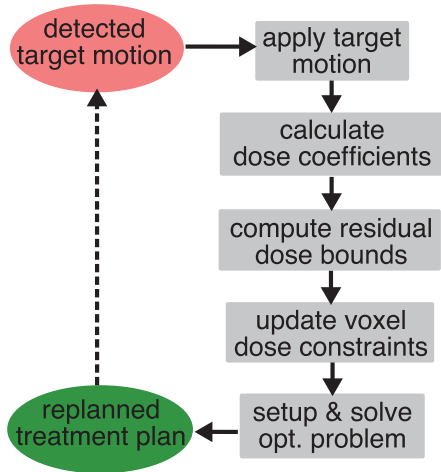 detected
target motion
apply target
motion
calculate
dose coefficients
compute residual
dose bounds
update voxel
dose constraints
setup & solve
opt. problem
replanned
treatment plan